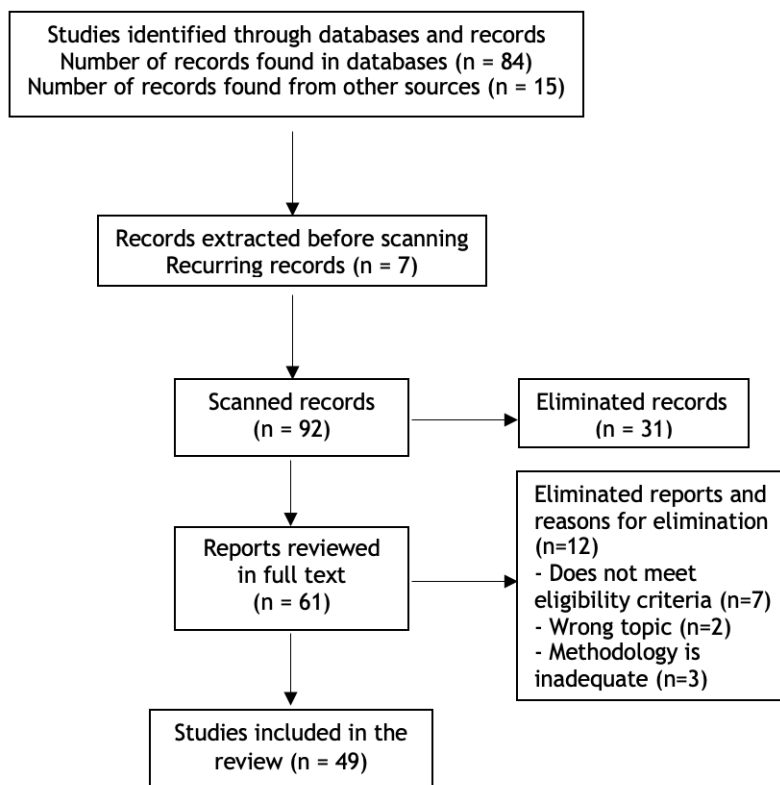 Studies identified through databases and records
Number of records found in databases (n = 84)
Number of records found from other sources (n = 15)
Records extracted before scanning
Recurring records (n = 7)
Scanned records
(n = 92)
Eliminated records
(n = 31)
Reports reviewed
in full text
(n = 61)
Eliminated reports and
reasons for elimination
(n=12)
- Does not meet
eligibility criteria (n=7)
- Wrong topic (n=2)
- Methodology is
inadequate (n=3)
Studies included in the
review (n = 49)